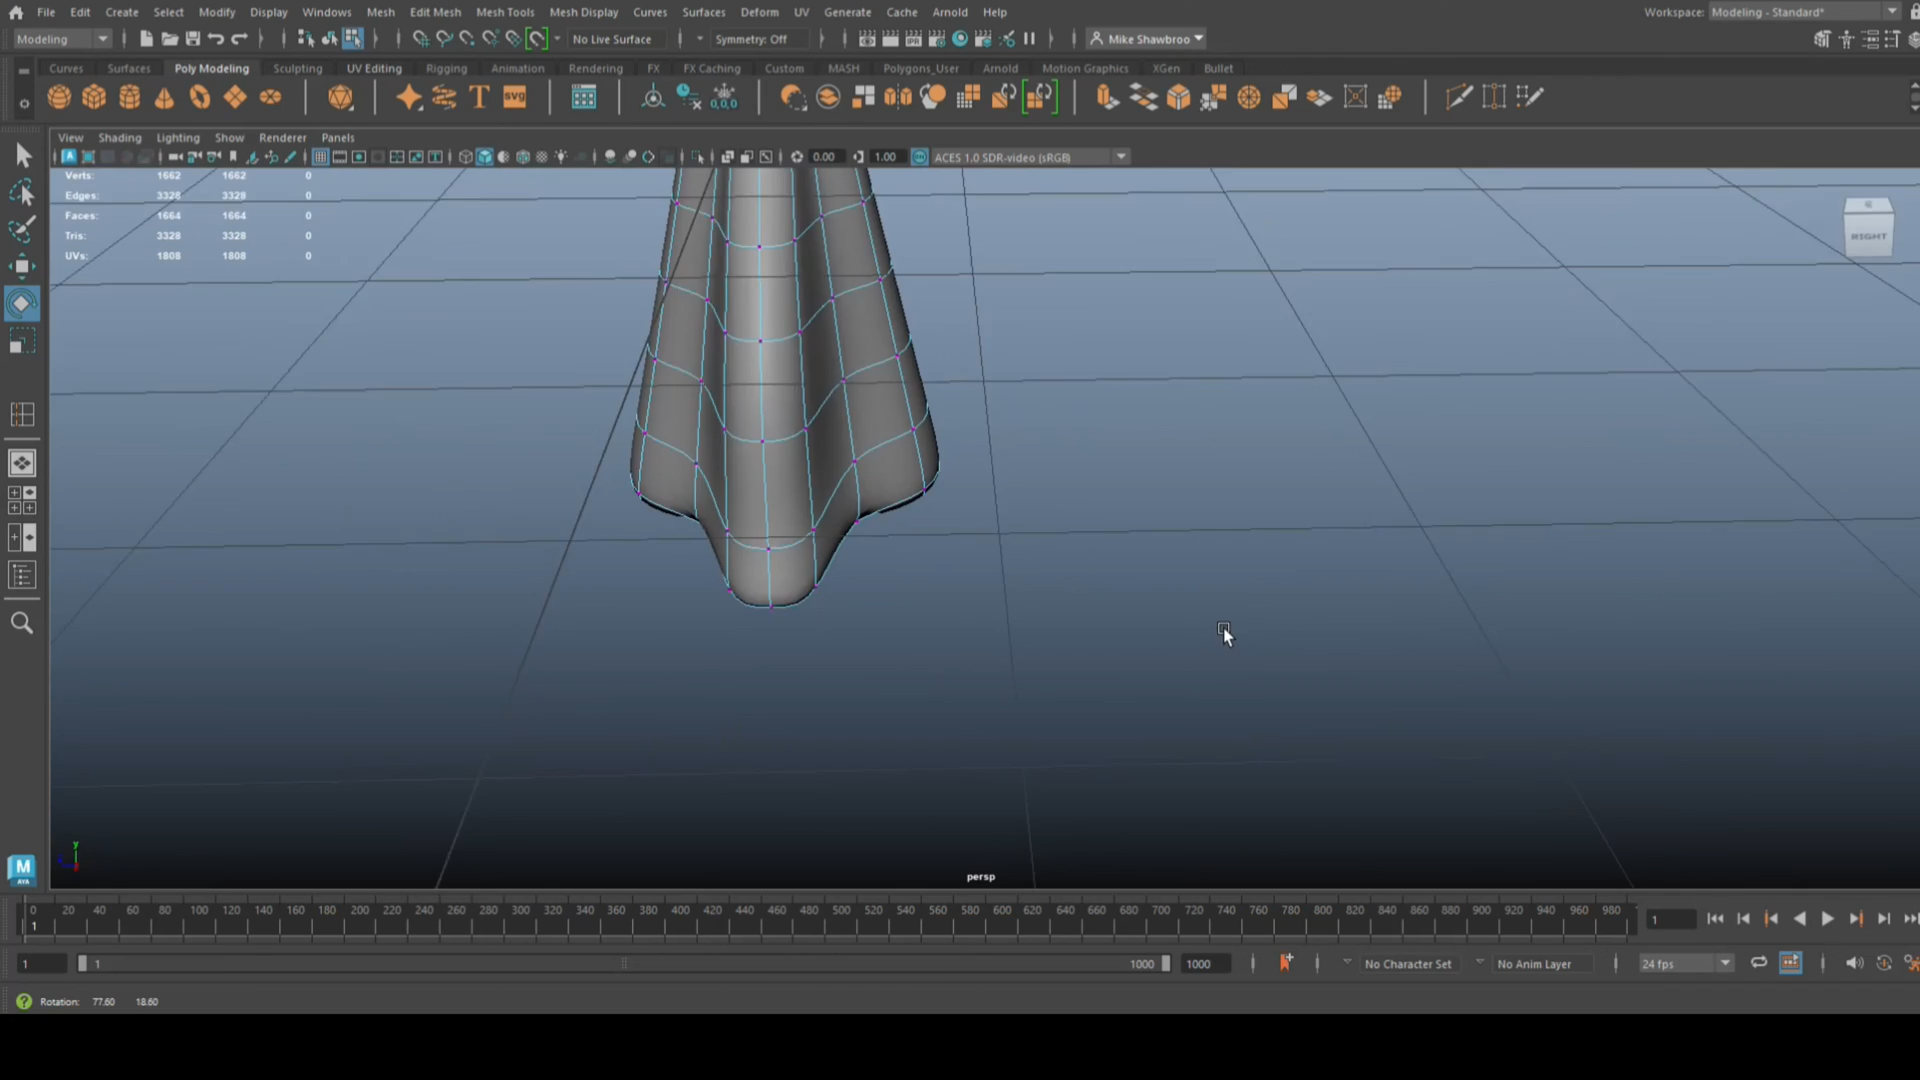 File Edit Create Select Modify Display Windows Mesh Edit Mesh Mesh Tools Mesh Display Curves Surfaces Deform UV Generate Cache Arnold Help Workspace: Modeling - Standard*
Modeling No Live Surface Symmetry: Off Mike Shawbroo
Curves Surfaces Poly Modeling Sculpting UV Editing Rigging Animation Rendering FX FX Caching Custom MASH Polygons_User Arnold Motion Graphics XGen Bullet
T SVG 0,0,0
View Shading Lighting Show Renderer Panels
0.00 1.00 ACES 1.0 SDR-video (sRGB)
Verts: 1662 1662 0
Edges: 3328 3328 0
Faces: 1664 1664 0
Tris: 3328 3328 0
UVs: 1808 1808 0
RIGHT
y
M
AYA
persp
0 20 40 60 80 100 120 140 160 180 200 220 240 260 280 300 320 340 360 380 400 420 440 460 480 500 520 540 560 580 600 620 640 660 680 700 720 740 760 780 800 820 840 860 880 900 920 940 960 980
1 1
1 1 1000 1000 No Character Set No Anim Layer 24 fps
Rotation: 77.60 18.60